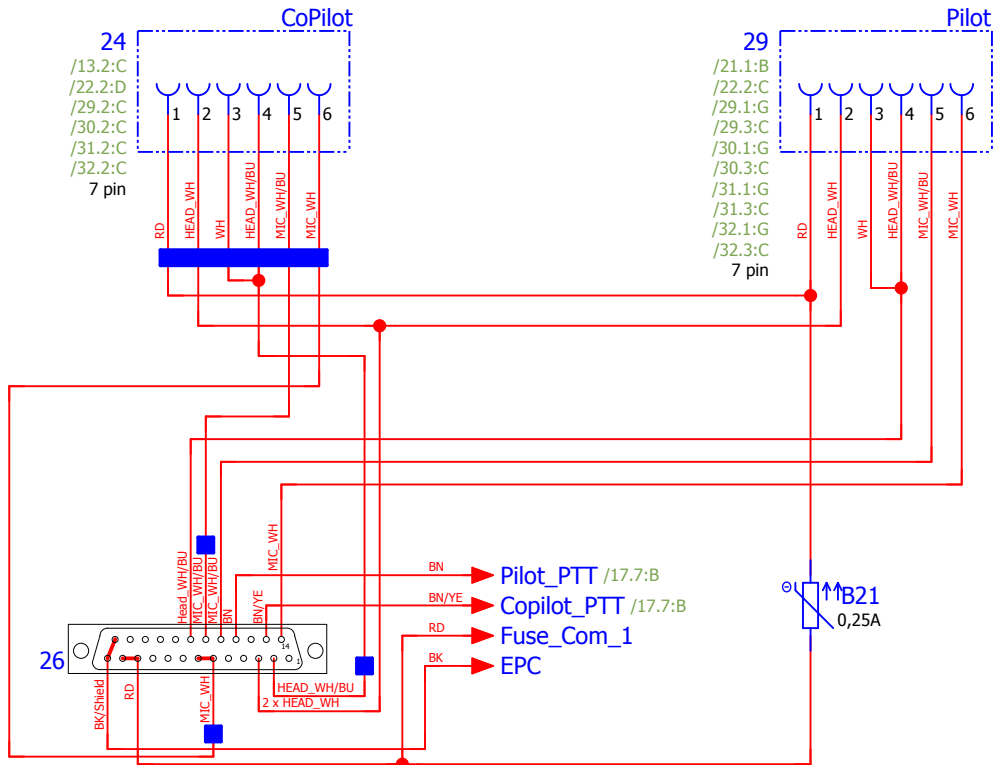 CoPilot
24
/13.2:C
/22.2:D
/29.2:C
/30.2:C
/31.2:C
/32.2:C
7 pin
1 2 3 4 5 6
RD
HEAD_WH
WH
HEAD_WH/BU
MIC_WH/BU
MIC_WH
Pilot
29
/21.1:B
/22.2:C
/29.1:G
/29.3:C
/30.1:G
/30.3:C
/31.1:G
/31.3:C
/32.1:G
/32.3:C
7 pin
1 2 3 4 5 6
RD
HEAD_WH
WH
HEAD_WH/BU
MIC_WH/BU
MIC_WH
Head_WH/BU
MIC_WH/BU
MIC_WH/BU
BN
BN/YE
MIC_WH
BN
Pilot_PTT /17.7:B
BN/YE
Copilot_PTT /17.7:B
RD
Fuse_Com_1
BK
EPC
B21
0,25A
26
14
1
BK/Shield
RD
MIC_WH
HEAD_WH/BU
2 x HEAD_WH